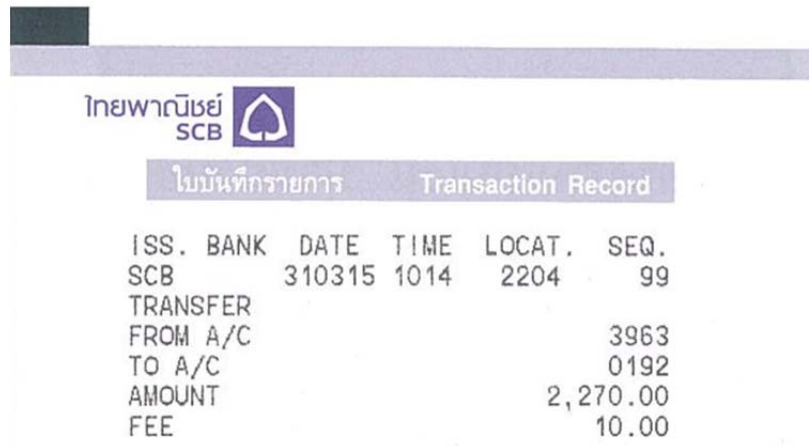 ไทยพาณิชย์
SCB
ใบบันทึกรายการ Transaction Record
ISS. BANK DATE TIME LOCAT. SEQ.
SCB 310315 1014 2204 99
TRANSFER
FROM A/C 3963
TO A/C 0192
AMOUNT 2,270.00
FEE 10.00